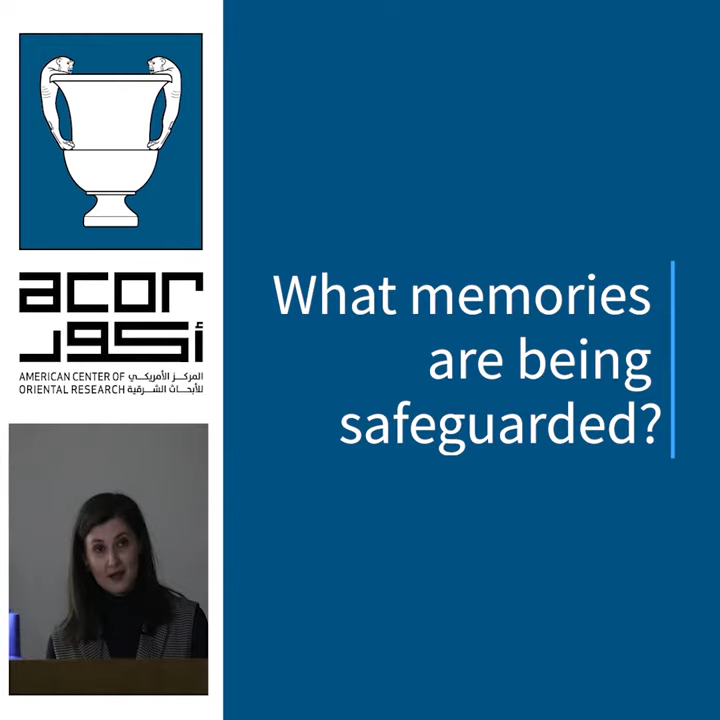 acor
أكور
AMERICAN CENTER OF المركز الأمريكي
ORIENTAL RESEARCH للأبحاث الشرقية
What memories
are being
safeguarded?